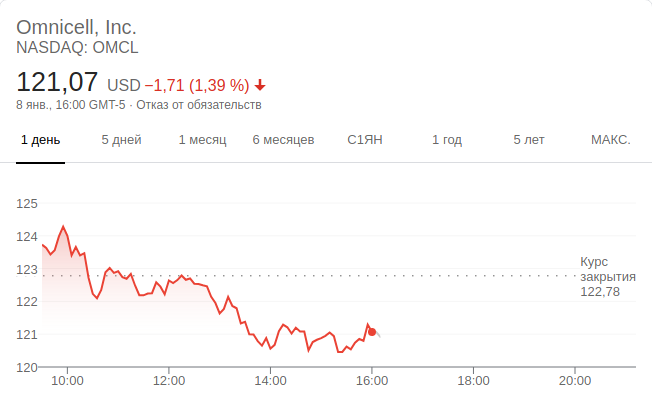 Omnicell, Inc.
NASDAQ: OMCL
121,07 USD −1,71 (1,39 %)
8 янв., 16:00 GMT-5 · Отказ от обязательств
1 день 5 дней 1 месяц 6 месяцев С1ЯН 1 год 5 лет МАКС.
125
124
123
122
121
120
Курс
закрытия
122,78
10:00 12:00 14:00 16:00 18:00 20:00